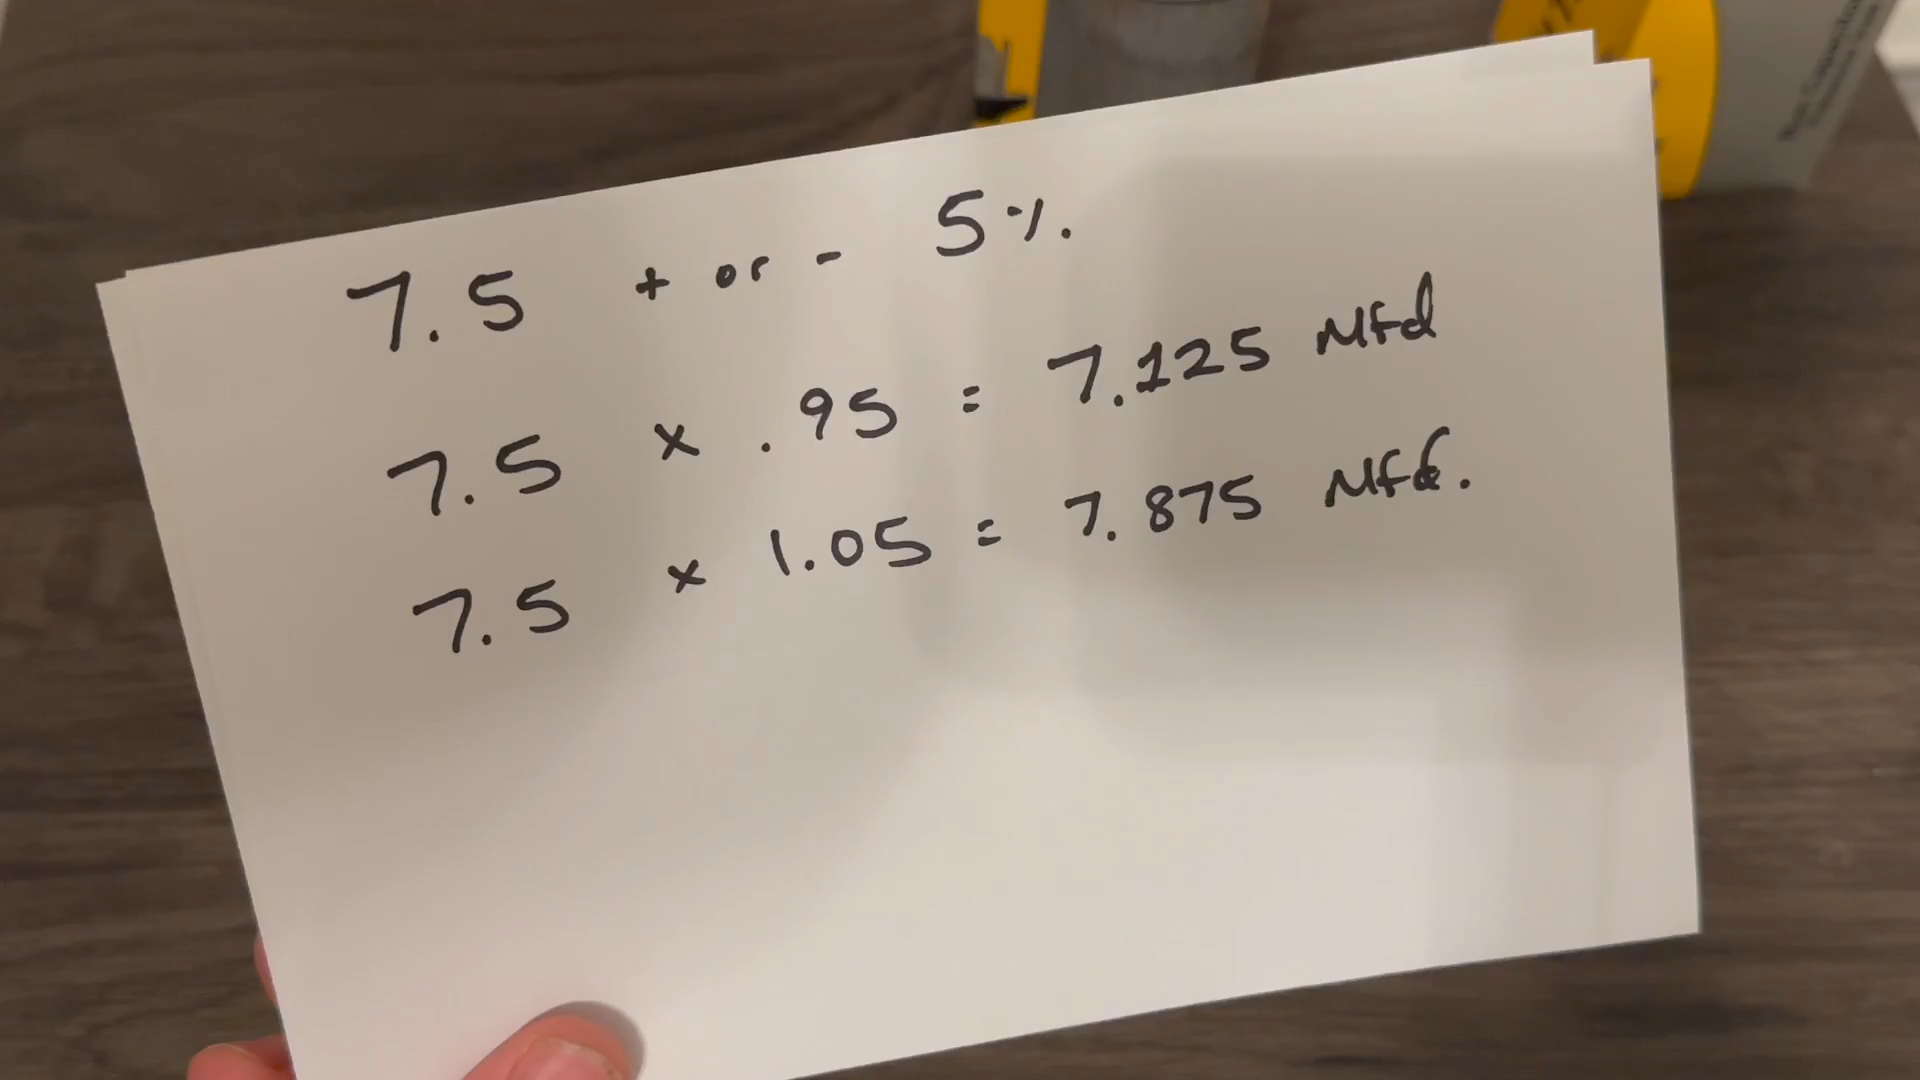 7.5 + or - 5%.
7.5 x .95 = 7.125 Mfd
7.5 x 1.05 = 7.875 Mfd.